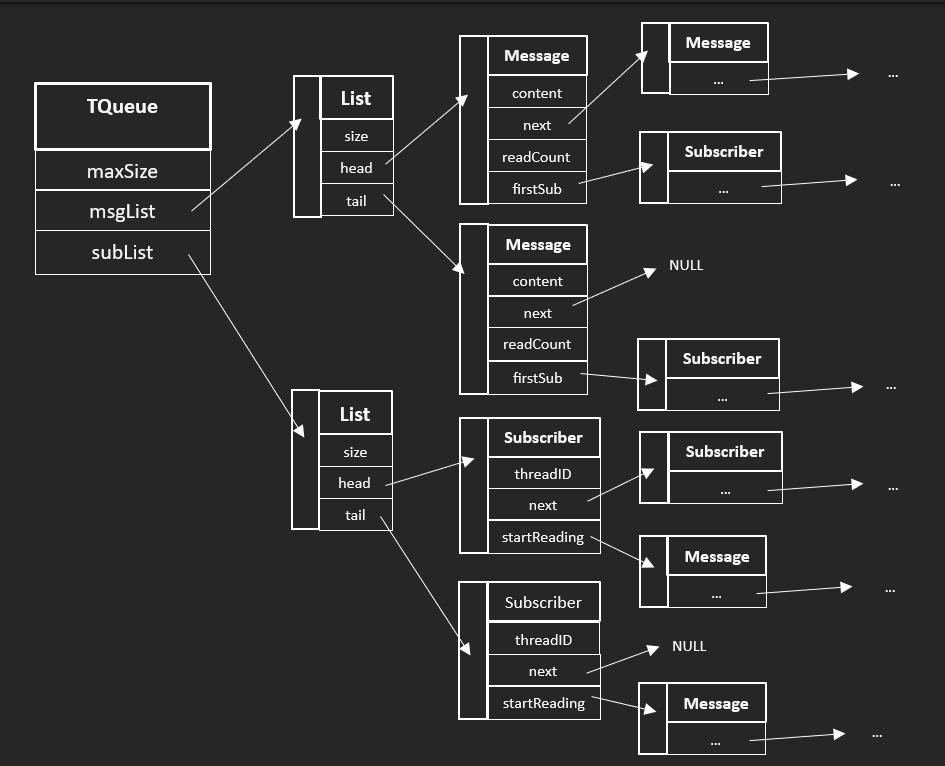 TQueue
maxSize
msgList
subList
List
size
head
tail
Message
content
next
readCount
firstSub
Message
...
...
Subscriber
...
...
Message
content
next
readCount
firstSub
NULL
Subscriber
...
...
List
size
head
tail
Subscriber
threadID
next
startReading
Subscriber
...
...
Message
...
...
Subscriber
threadID
next
startReading
NULL
Message
...
...